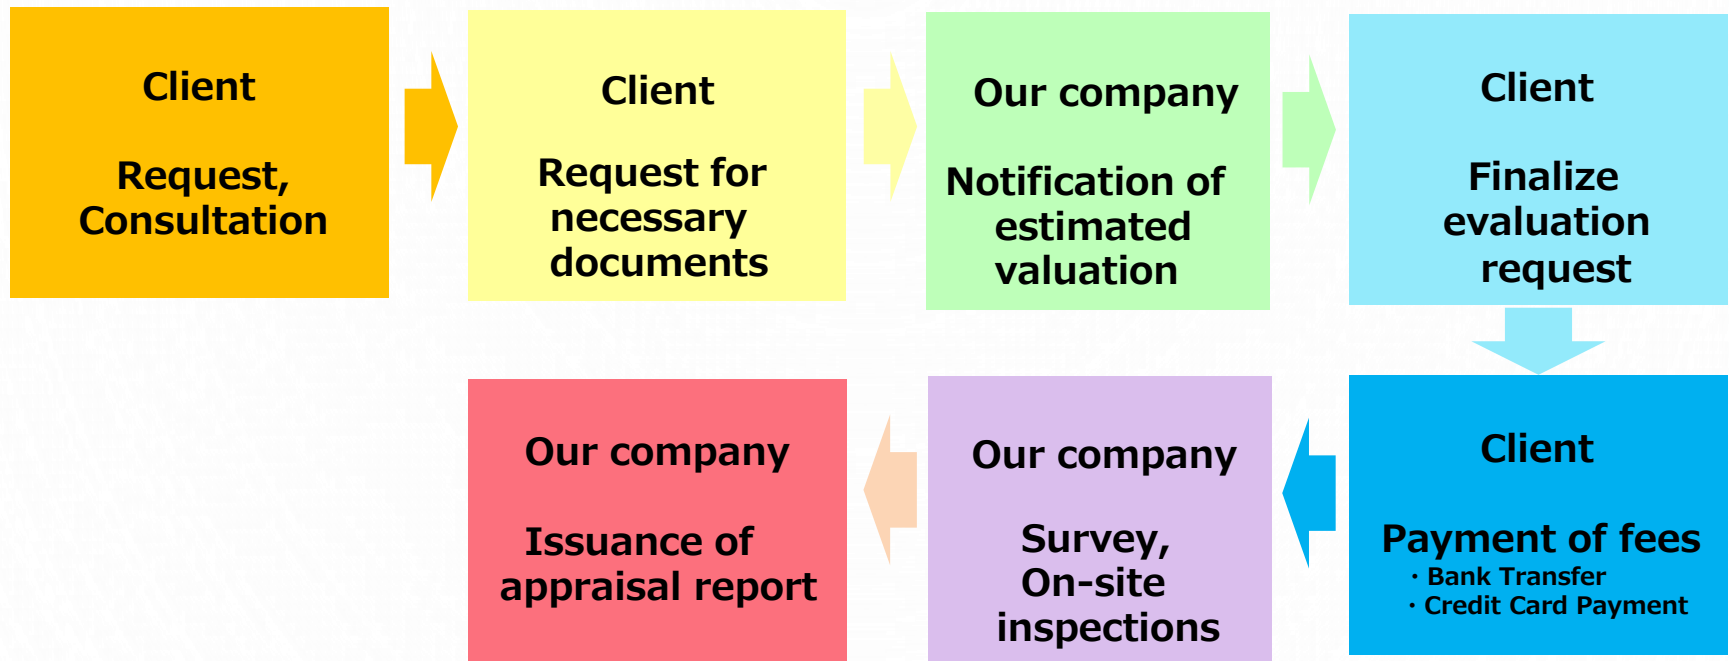 Client
Request,
Consultation
Client
Request for
necessary
documents
Our company
Notification of
estimated
valuation
Client
Finalize
evaluation
request
Client
Payment of fees
・Bank Transfer
・Credit Card Payment
Our company
Survey,
On-site
inspections
Our company
Issuance of
appraisal report